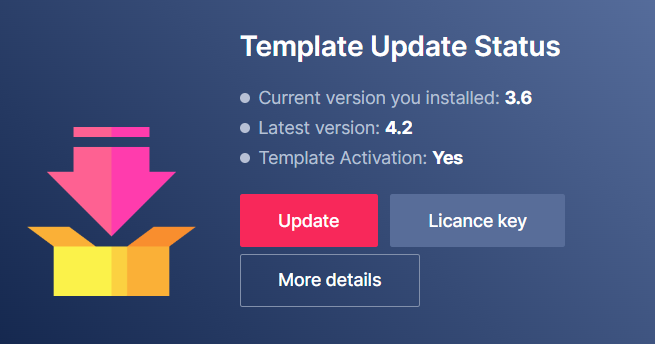 Template Update Status
Current version you installed: 3.6
Latest version: 4.2
Template Activation: Yes
Update
Licance key
More details